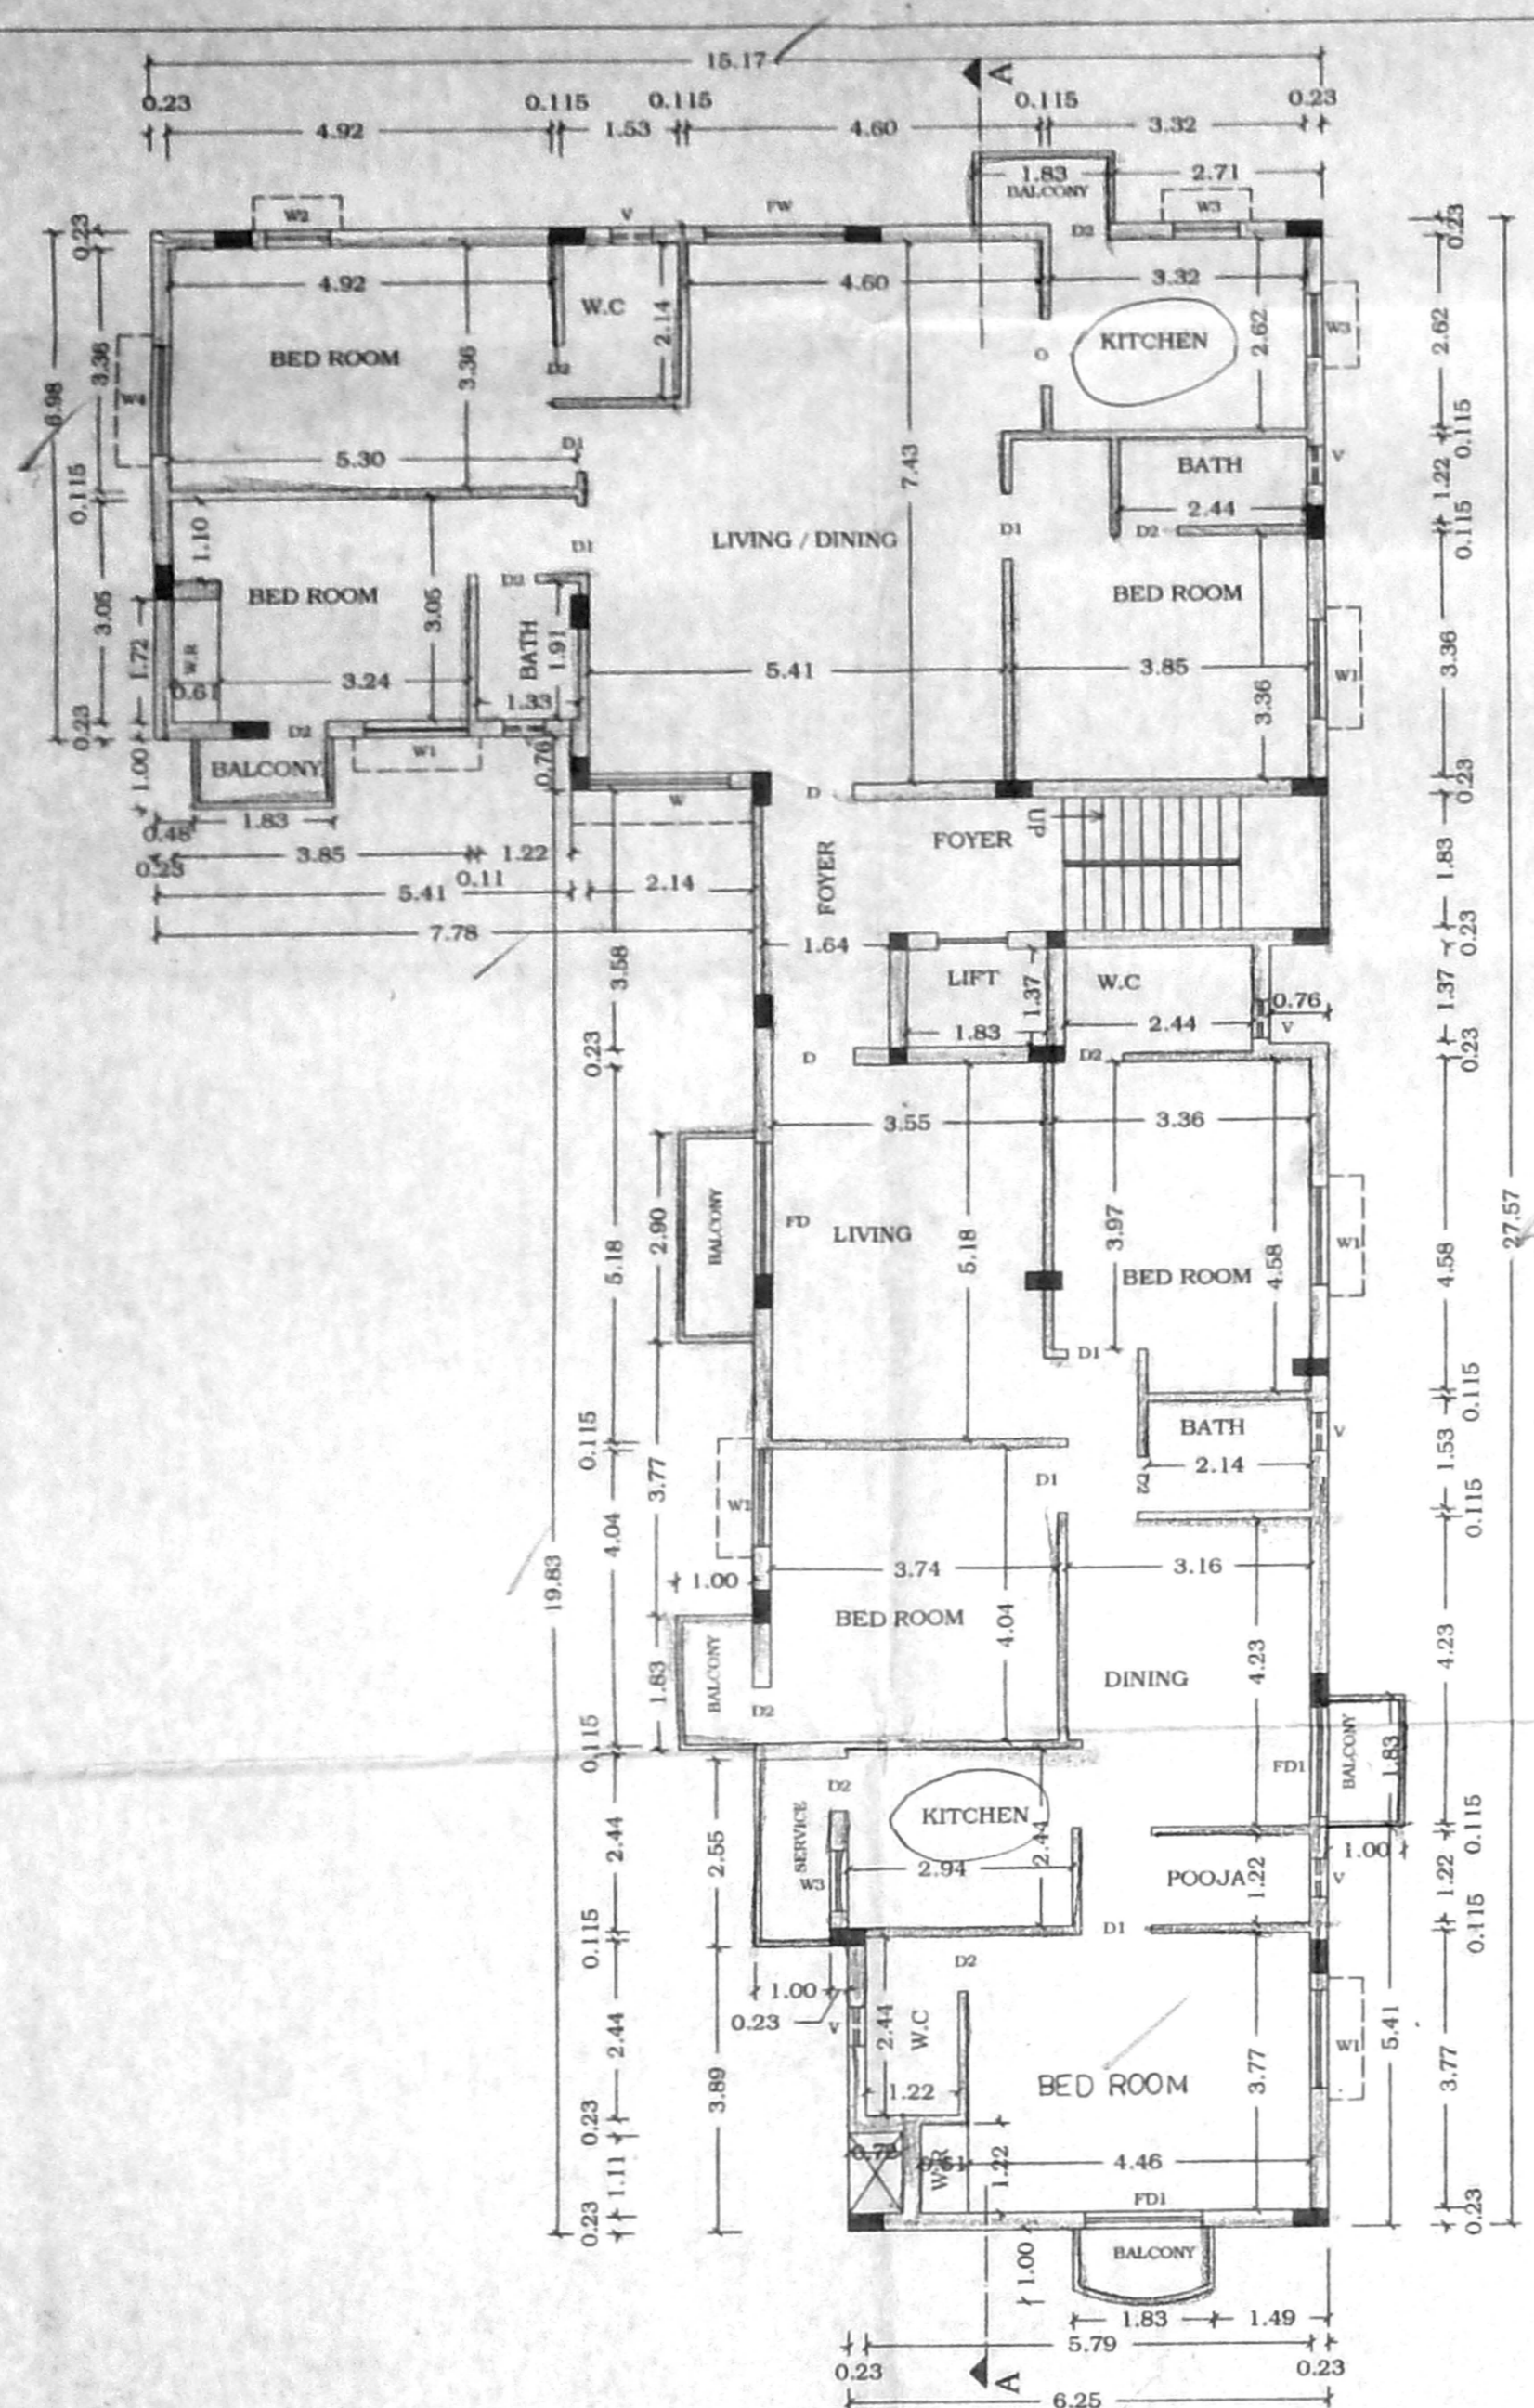 15.17
A
0.23
0.115
0.115
0.115
0.23
4.92
1.53
4.60
3.32
1.83
2.71
BALCONY
W2
V
FW
W3
D2
0.23
0.23
4.92
W.C
4.60
3.32
2.14
KITCHEN
2.62
W3
2.62
BED ROOM
3.36
3.36
6.98
W4
D2
O
D1
5.30
7.43
BATH
V
0.115
1.22
0.115
2.44
0.115
1.10
D1
D1
D2
LIVING / DINING
BED ROOM
D2
BED ROOM
3.05
3.05
1.72
W.R
BATH
1.91
3.24
0.61
1.33
5.41
3.85
W1
3.36
3.36
0.23
D2
W1
0.76
1.00
BALCONY
W
D
0.23
0.48
1.83
FOYER
UP
FOYER
1.83
3.85
1.22
0.23
0.11
5.41
2.14
7.78
1.64
0.23
3.58
LIFT
1.37
W.C
1.37
1.83
2.44
0.76
V
0.23
D
D2
0.23
3.55
3.36
BALCONY
2.90
FD
LIVING
5.18
5.18
3.97
BED ROOM
4.58
W1
4.58
27.57
D1
0.115
0.115
BATH
V
1.53
2.14
D2
D1
3.77
0.115
4.04
19.83
1.00
3.74
3.16
BED ROOM
4.04
4.23
4.23
DINING
BALCONY
1.83
D2
0.115
FD1
BALCONY
1.83
D2
KITCHEN
SERVICE
2.44
2.55
2.44
W3
2.94
0.115
1.00
POOJA
1.22
V
1.22
0.115
D1
0.115
D2
1.00
0.23
V
2.44
W.C
2.44
1.22
BED ROOM
3.77
W1
5.41
3.77
3.89
0.23
1.11
0.61
1.22
4.46
FD1
0.23
0.23
1.00
BALCONY
1.83
1.49
5.79
0.23
A
0.23
6.25